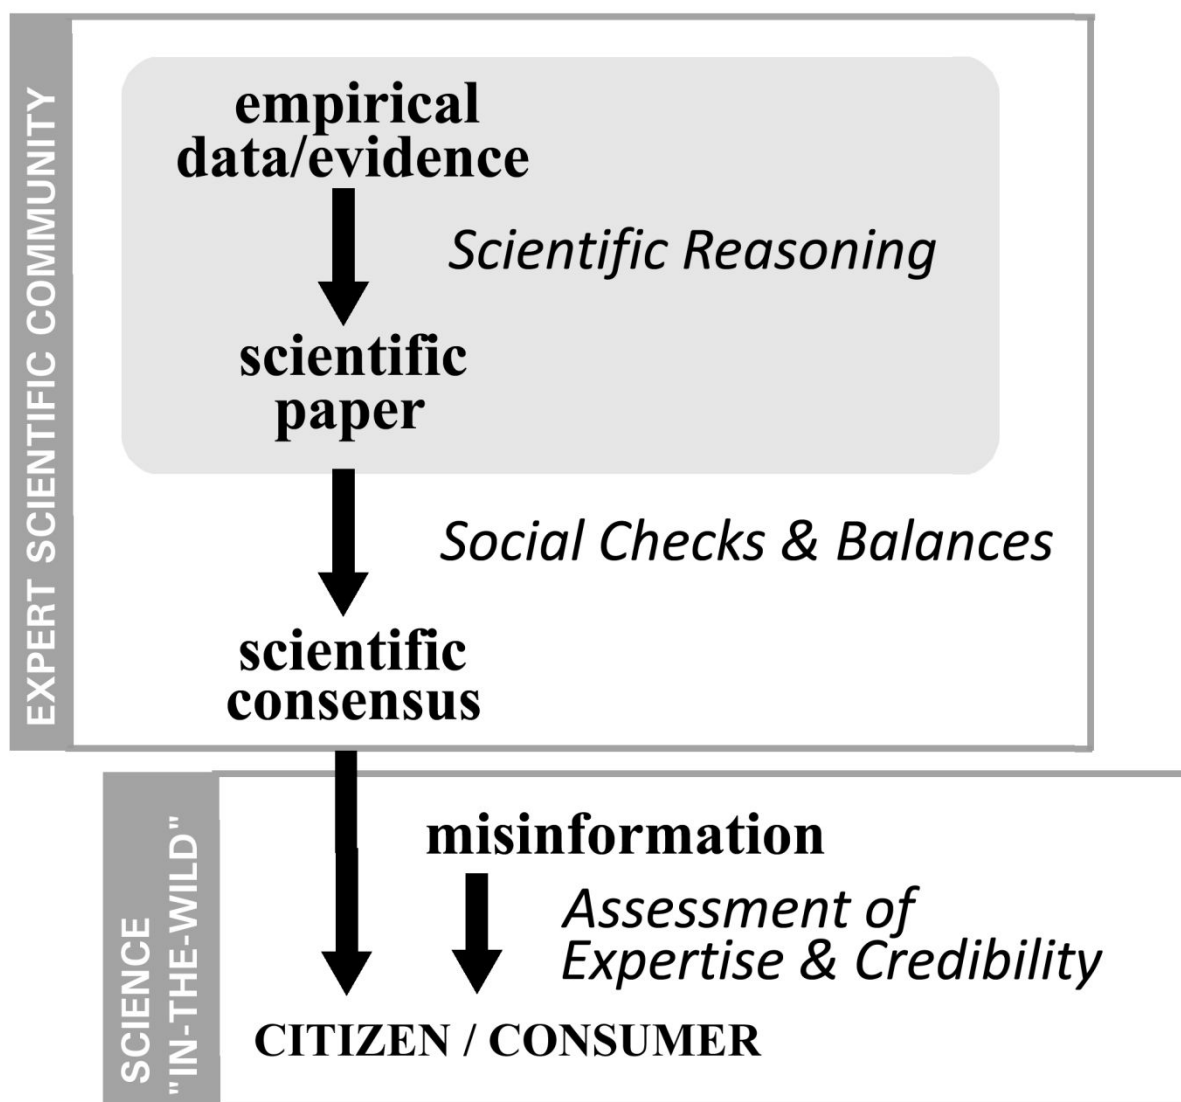 EXPERT SCIENTIFIC COMMUNITY
empirical
data/evidence
Scientific Reasoning
scientific
paper
Social Checks & Balances
scientific
consensus
SCIENCE
"IN-THE-WILD"
misinformation
Assessment of
Expertise & Credibility
CITIZEN / CONSUMER